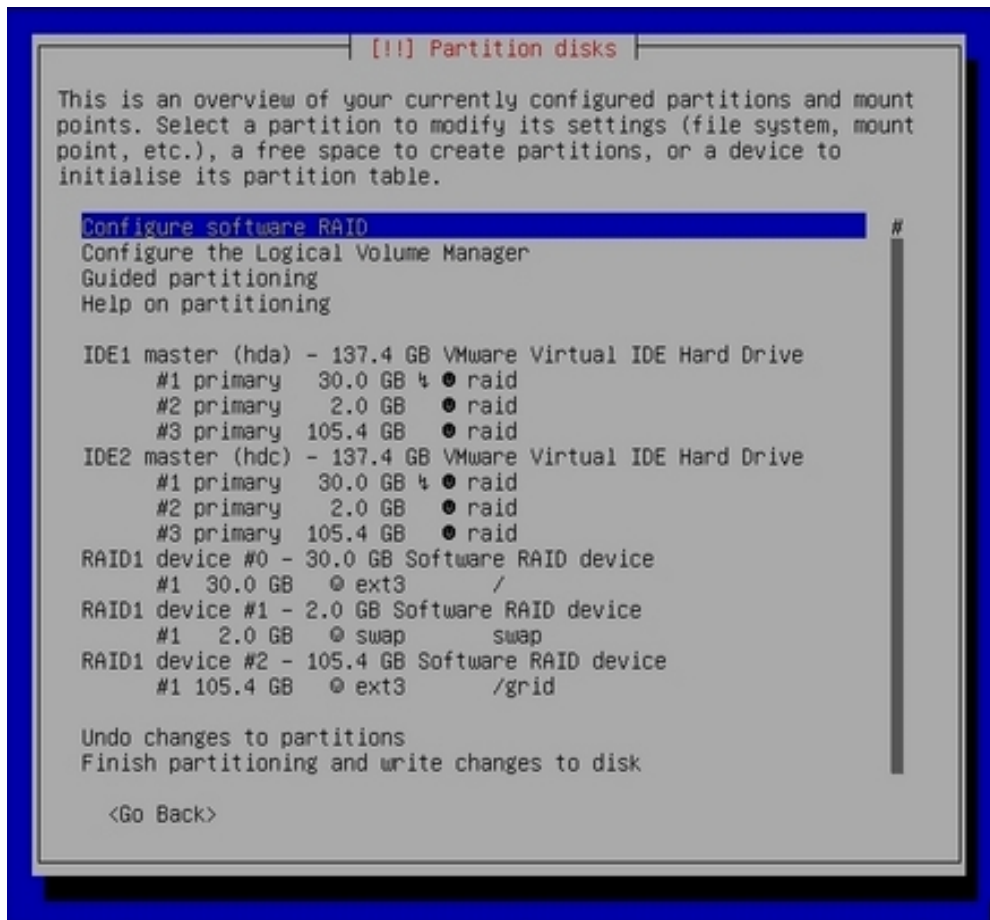 [!!] Partition disks
This is an overview of your currently configured partitions and mount
points. Select a partition to modify its settings (file system, mount
point, etc.), a free space to create partitions, or a device to
initialise its partition table.
Configure software RAID #
Configure the Logical Volume Manager
Guided partitioning
Help on partitioning
IDE1 master (hda) - 137.4 GB VMware Virtual IDE Hard Drive
#1 primary 30.0 GB ↯ ☻ raid
#2 primary 2.0 GB ☻ raid
#3 primary 105.4 GB ☻ raid
IDE2 master (hdc) - 137.4 GB VMware Virtual IDE Hard Drive
#1 primary 30.0 GB ↯ ☻ raid
#2 primary 2.0 GB ☻ raid
#3 primary 105.4 GB ☻ raid
RAID1 device #0 - 30.0 GB Software RAID device
#1 30.0 GB ☺ ext3 /
RAID1 device #1 - 2.0 GB Software RAID device
#1 2.0 GB ☺ swap swap
RAID1 device #2 - 105.4 GB Software RAID device
#1 105.4 GB ☺ ext3 /grid
Undo changes to partitions
Finish partitioning and write changes to disk
<Go Back>